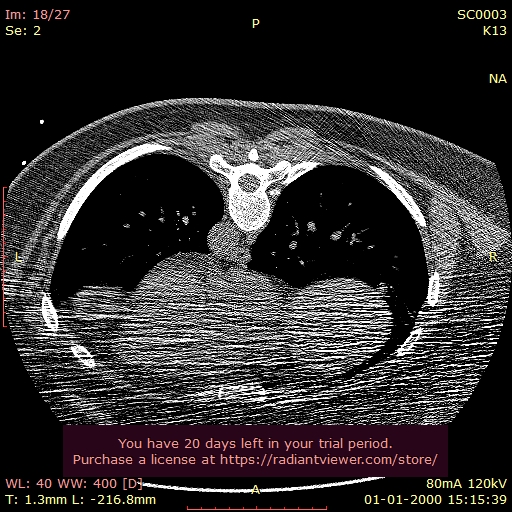 Im: 18/27
Se: 2
P
SC0003
K13
NA
L
R
You have 20 days left in your trial period.
Purchase a license at https://radiantviewer.com/store/
WL: 40 WW: 400 [D]
T: 1.3mm L: -216.8mm
A
80mA 120kV
01-01-2000 15:15:39